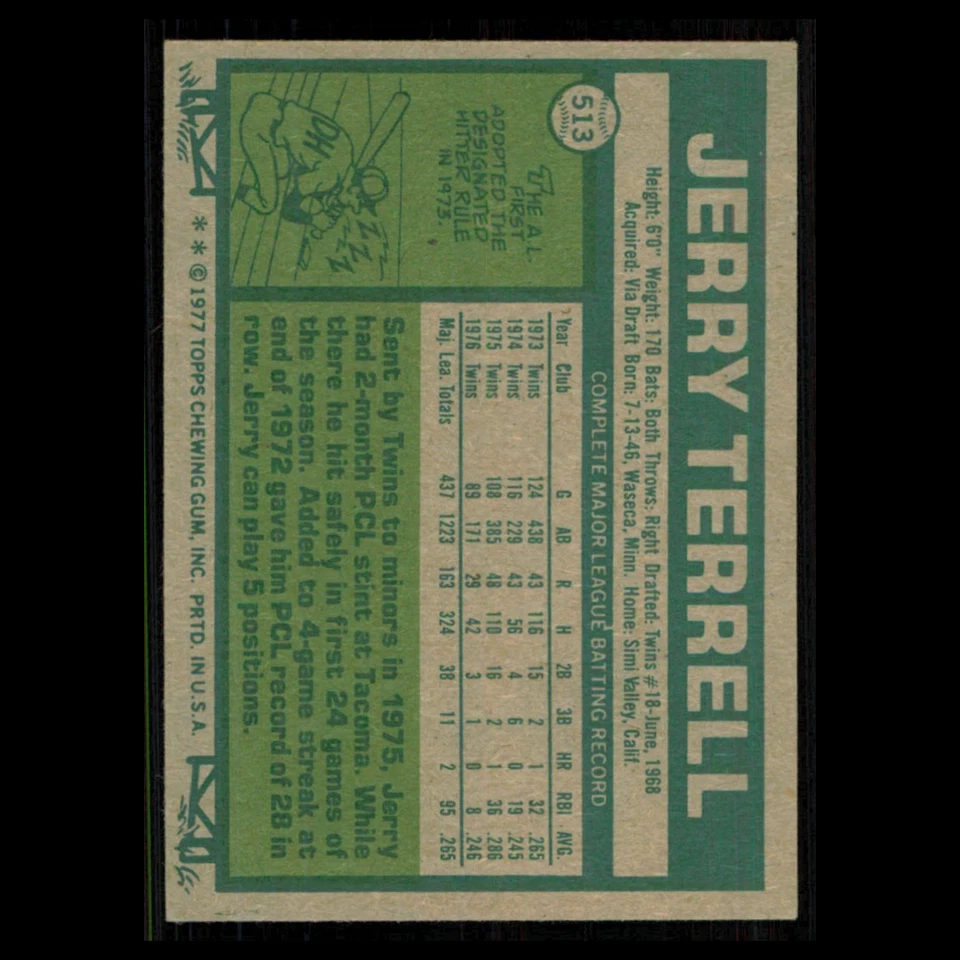 513
JERRY TERRELL
Height: 6'0" Weight: 170 Bats: Both Throws: Right Drafted: Twins #18-June, 1968
Acquired: Via Draft Born: 7-13-46, Waseca, Minn. Home: Simi Valley, Calif.
COMPLETE MAJOR LEAGUE BATTING RECORD
Year Club G AB R H 2B 3B HR RBI AVG.
1973 Twins 124 438 43 116 15 2 1 32 .265
1974 Twins 116 229 43 56 4 6 0 19 .245
1975 Twins 108 385 48 110 16 2 1 36 .286
1976 Twins 89 171 29 42 3 1 0 8 .246
Maj. Lea. Totals 437 1223 163 324 38 11 2 95 .265
THE A L
FIRST
ADOPTED THE
DESIGNATED
HITTER RULE
IN 1973.
DH
ZZZZ
Sent by Twins to minors in 1975, Jerry
had 2-month PCL stint at Tacoma. While
there he hit safely in first 24 games of
the season. Added to 4-game streak at
end of 1972 gave him PCL record of 28 in
row. Jerry can play 5 positions.
* * © 1977 TOPPS CHEWING GUM, INC. PRTD. IN U.S.A.